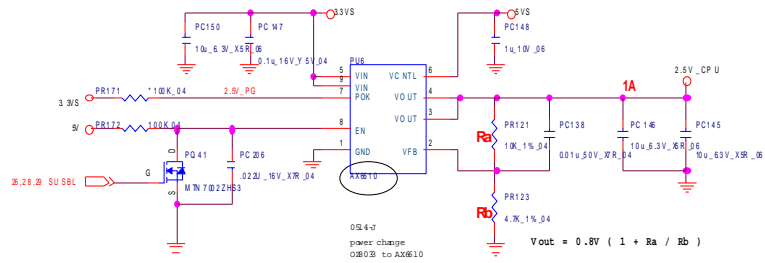 3.3VS
5VS
PC150
PC147
PC148
10u_6.3V_X5R_06
0.1u_16V_Y5V_04
1u_10V_06
PU6
2.5V_CPU
5
VIN
VCNTL
6
9
VIN
1A
PR171
*100K_04
2.5V_PG
7
POK
VOUT
4
3.3VS
VOUT
3
Ra
PR121
PC138
PC146
PC145
5V
PR172
100K_04
8
EN
10K_1%_04
0.01u_50V_X7R_04
10u_6.3V_X5R_06
10u_6.3V_X5R_06
1
GND
VFB
2
D
PQ41
PC206
G
26,28,29 SUSBL
S
MTN7002ZHS3
.022U_16V_X7R_04
AX6610
Rb
PR123
4.7K_1%_04
0514-J
power change
Vout = 0.8V ( 1 + Ra / Rb )